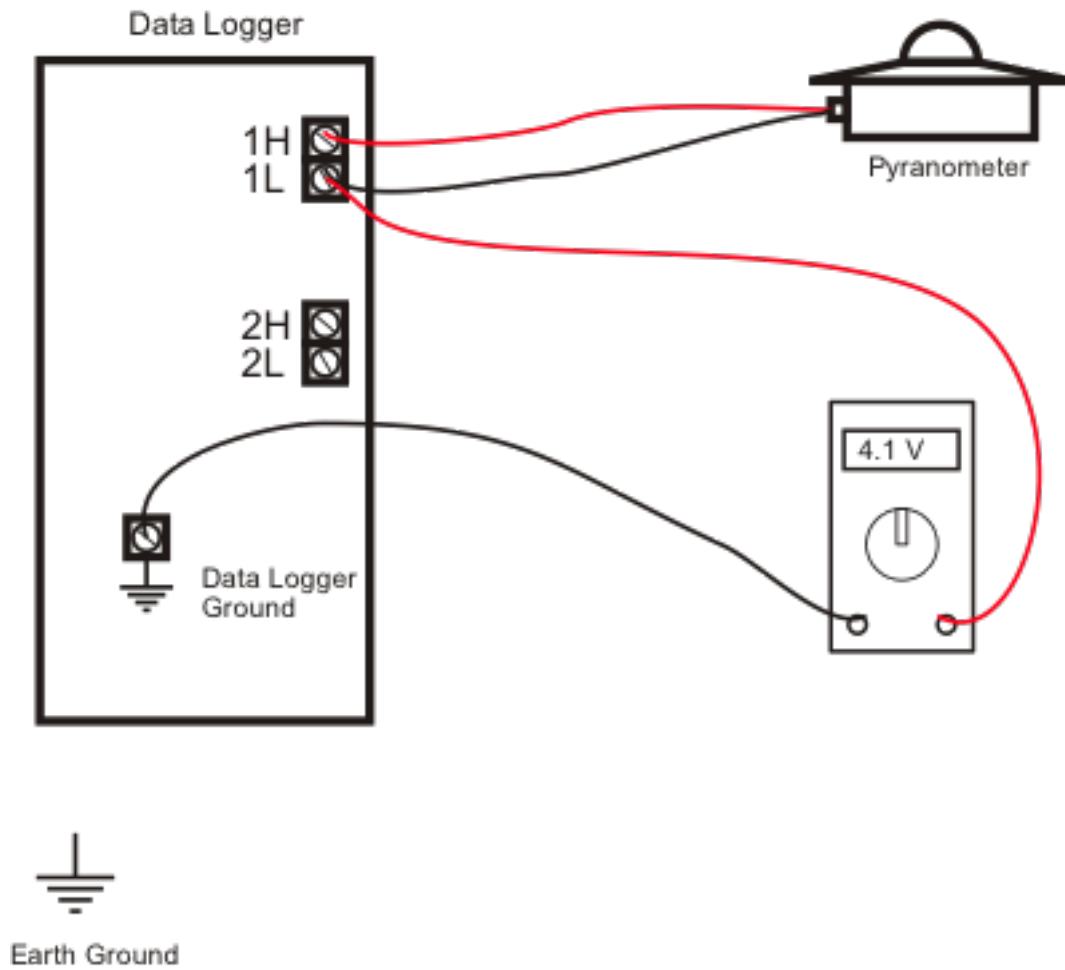 Data Logger
1H
1L
Pyranometer
2H
2L
4.1 V
Data Logger
Ground
Earth Ground